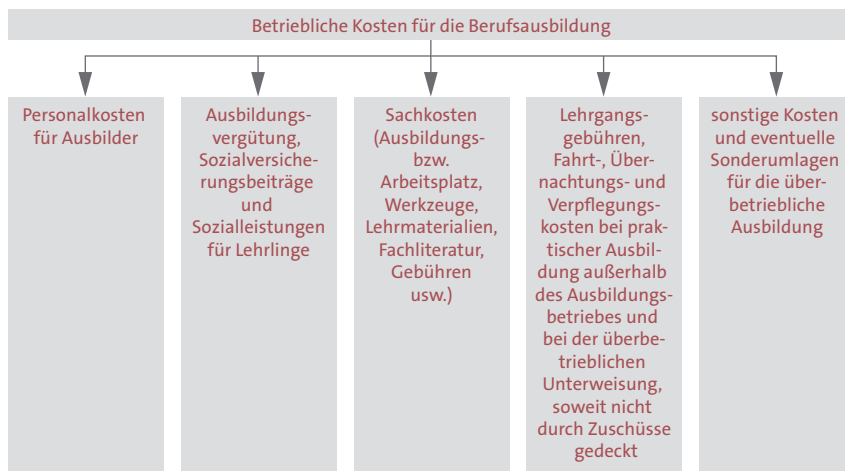 Betriebliche Kosten für die Berufsausbildung
Personalkosten
für Ausbilder
Ausbildungs-
vergütung,
Sozialversiche-
rungsbeiträge
und
Sozialleistungen
für Lehrlinge
Sachkosten
(Ausbildungs-
bzw.
Arbeitsplatz,
Werkzeuge,
Lehrmaterialien,
Fachliteratur,
Gebühren
usw.)
Lehrgangs-
gebühren,
Fahrt-, Über-
nachtungs- und
Verpflegungs-
kosten bei prak-
tischer Ausbil-
dung außerhalb
des Ausbildungs-
betriebes und
bei der überbe-
trieblichen
Unterweisung,
soweit nicht
durch Zuschüsse
gedeckt
sonstige Kosten
und eventuelle
Sonderumlagen
für die über-
betriebliche
Ausbildung